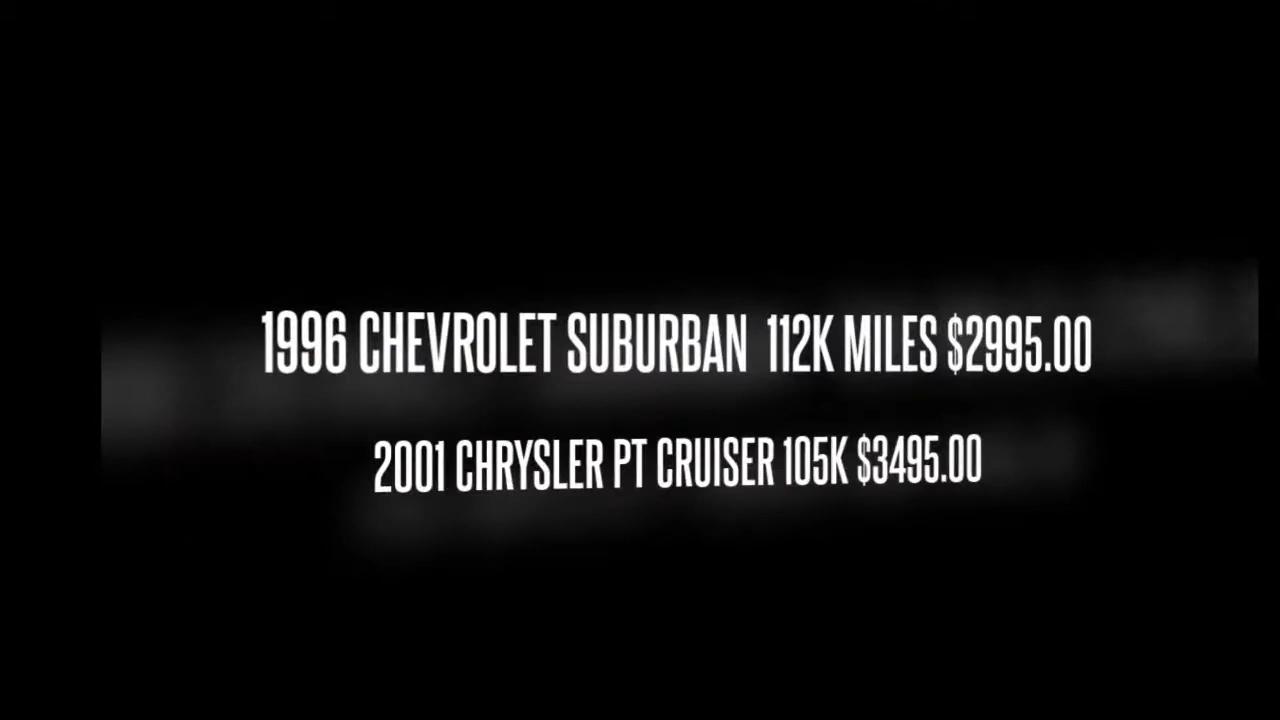 1996 CHEVROLET SUBURBAN 112K MILES $2995.00
2001 CHRYSLER PT CRUISER 105K $3495.00